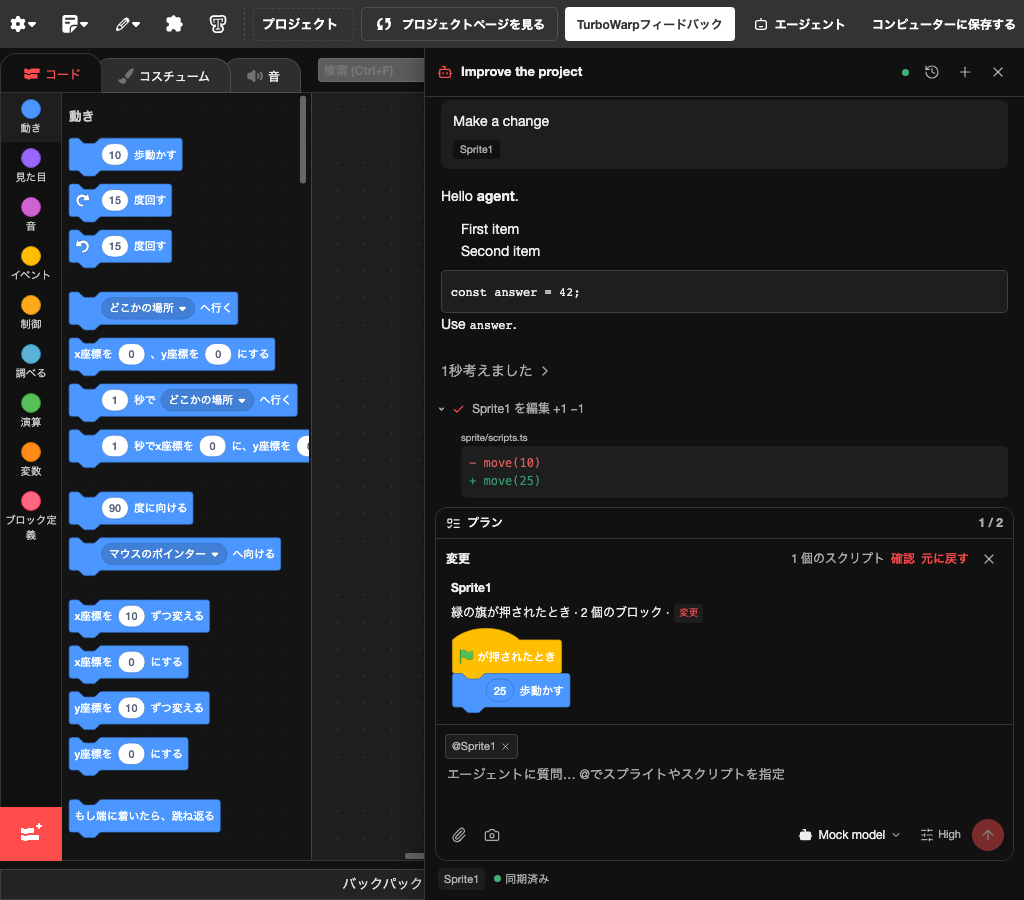 プロジェクト
プロジェクトページを見る
TurboWarpフィードバック
エージェント
コンピューターに保存する
コード
コスチューム
音
検索 (Ctrl+F)
動き
見た目
音
イベント
制御
調べる
演算
変数
ブロック定義
動き
10 歩動かす
15 度回す
15 度回す
どこかの場所 へ行く
x座標を 0 、y座標を 0 にする
1 秒で どこかの場所 へ行く
1 秒でx座標を 0 に、y座標を
90 度に向ける
マウスのポインター へ向ける
x座標を 10 ずつ変える
x座標を 0 にする
y座標を 10 ずつ変える
y座標を 0 にする
もし端に着いたら、跳ね返る
バックパック
Improve the project
Make a change
Sprite1
Hello agent.
First item
Second item
const answer = 42;
Use answer.
1秒考えました
Sprite1 を編集 +1 −1
sprite/scripts.ts
− move(10)
+ move(25)
プラン
1 / 2
変更
1 個のスクリプト 確認 元に戻す
Sprite1
緑の旗が押されたとき · 2 個のブロック · 変更
が押されたとき
25 歩動かす
@Sprite1 ×
エージェントに質問... @でスプライトやスクリプトを指定
Mock model
High
Sprite1
同期済み